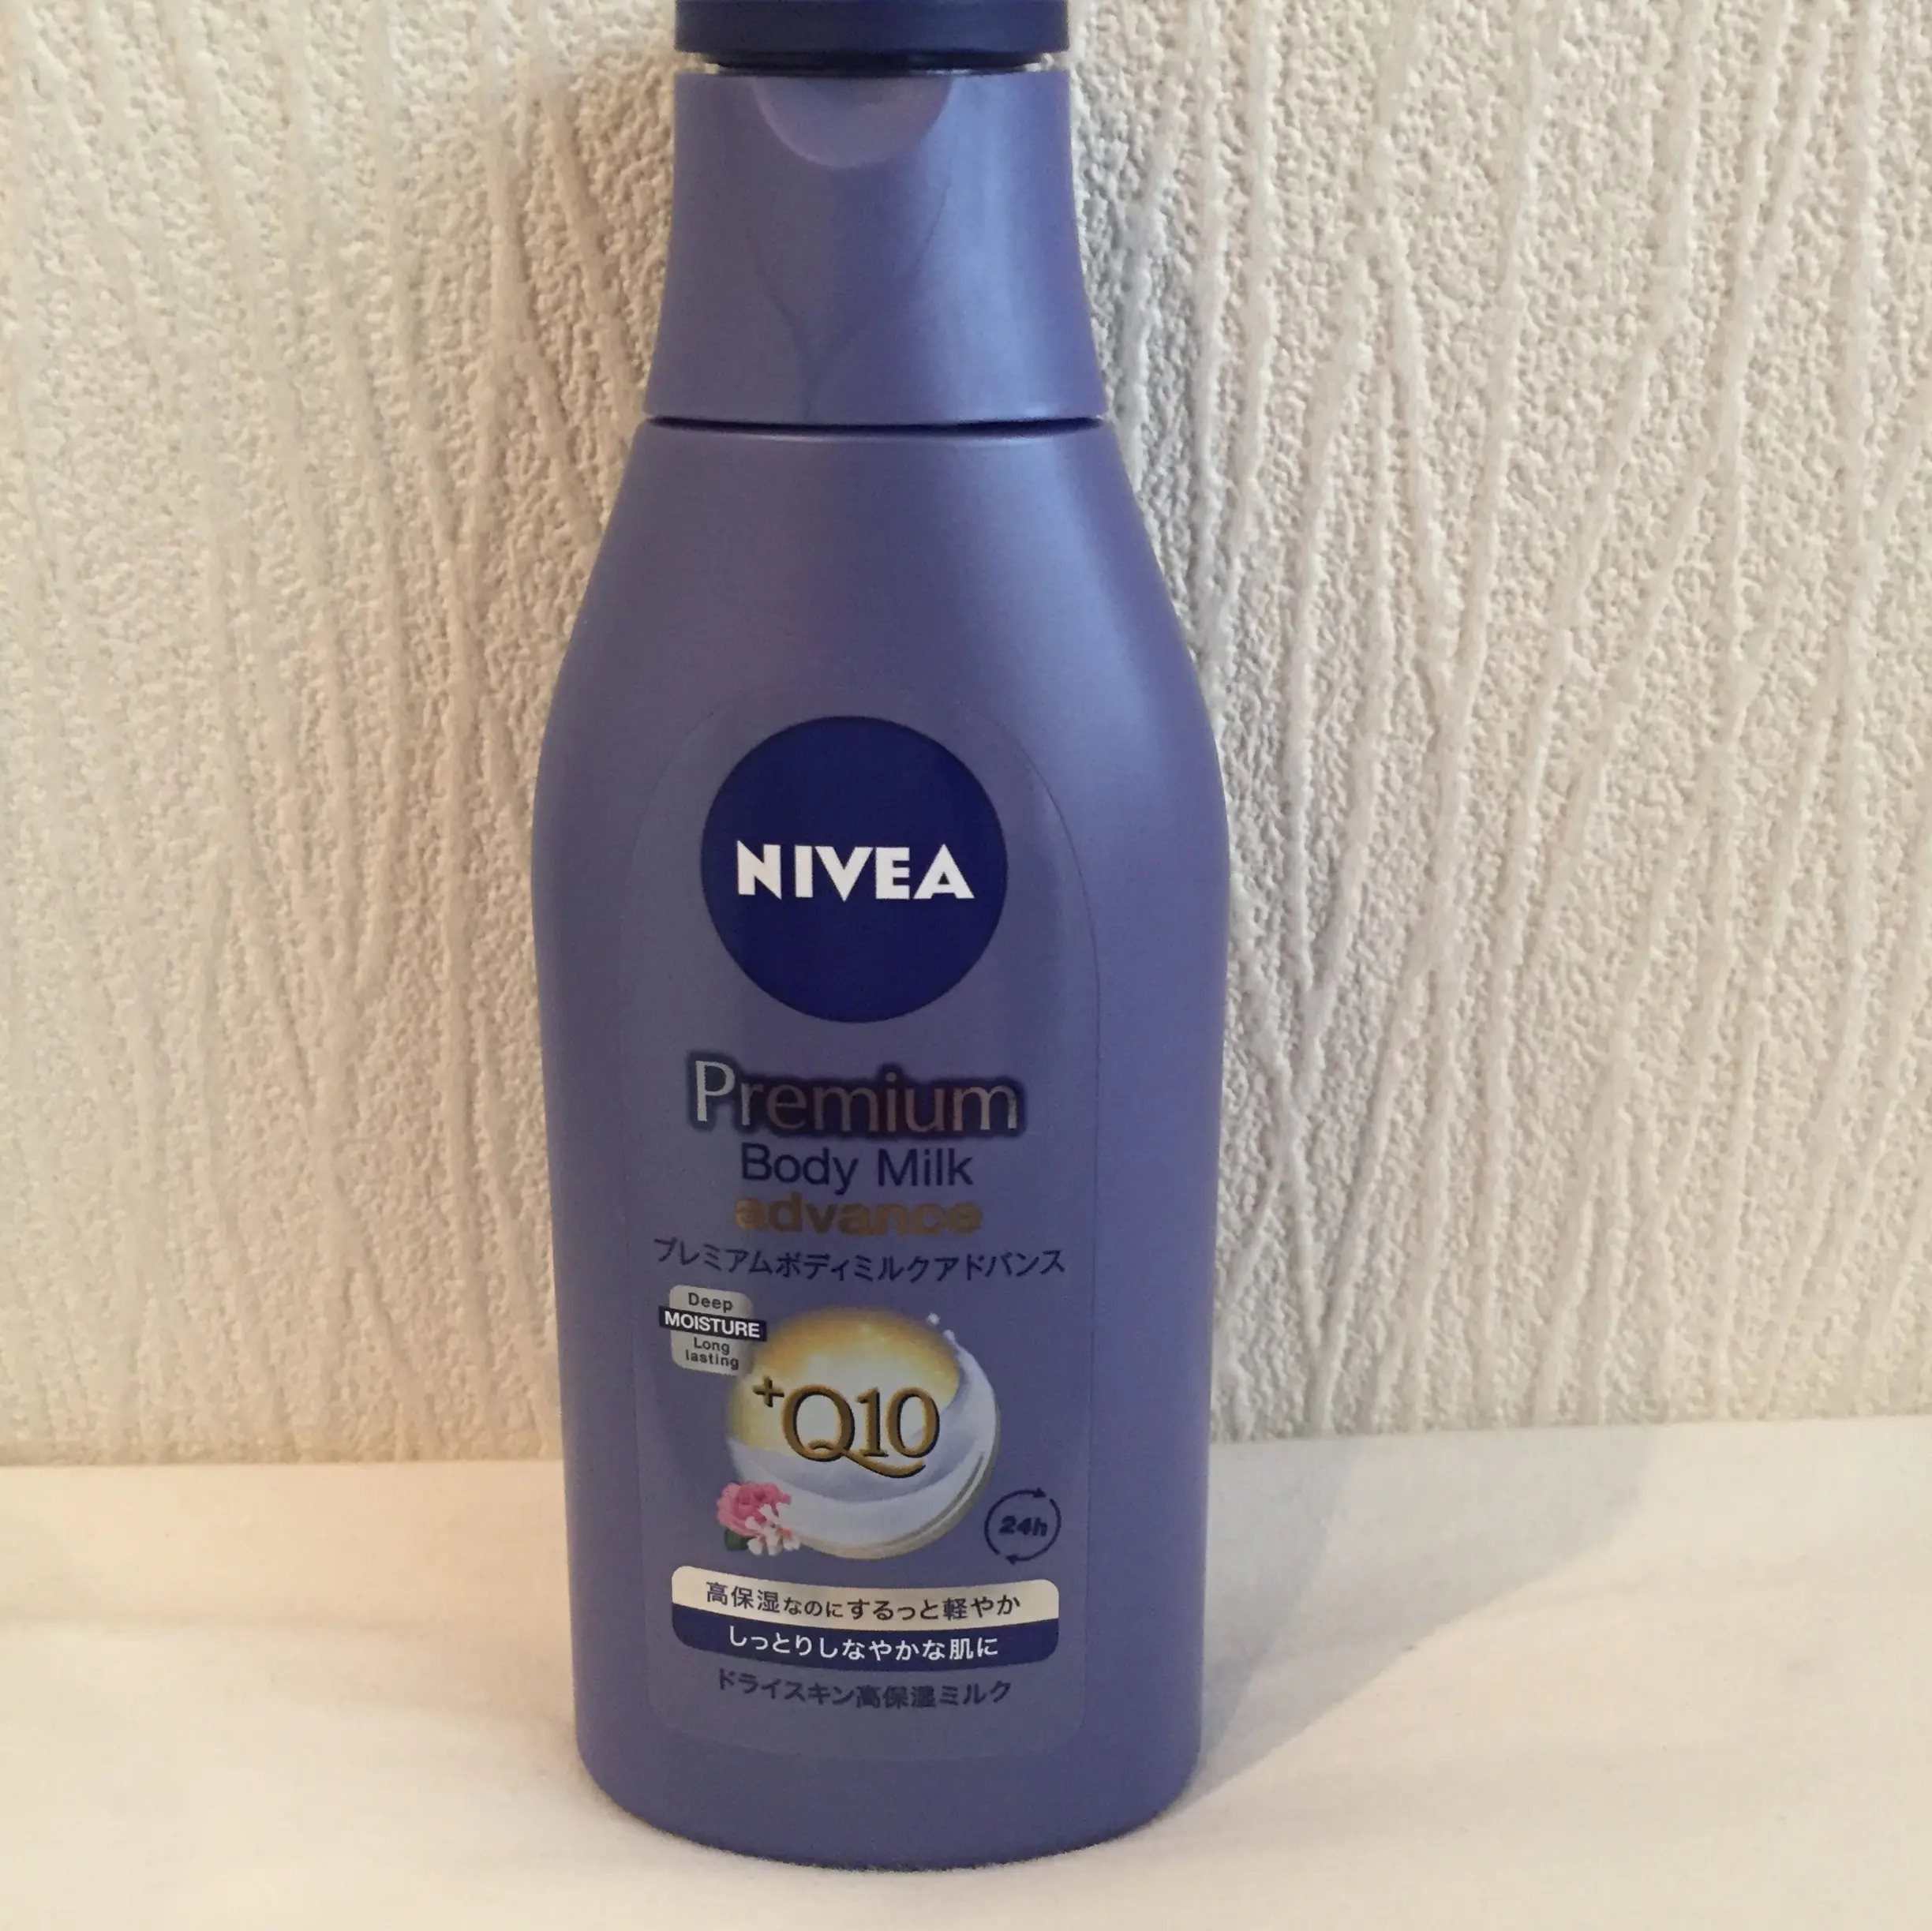 NIVEA
Premium
Body Milk
advance
プレミアムボディミルクアドバンス
Deep
MOISTURE
Long
lasting
+Q10
24h
高保湿なのにするっと軽やか
しっとりしなやかな肌に
ドライスキン高保湿ミルク